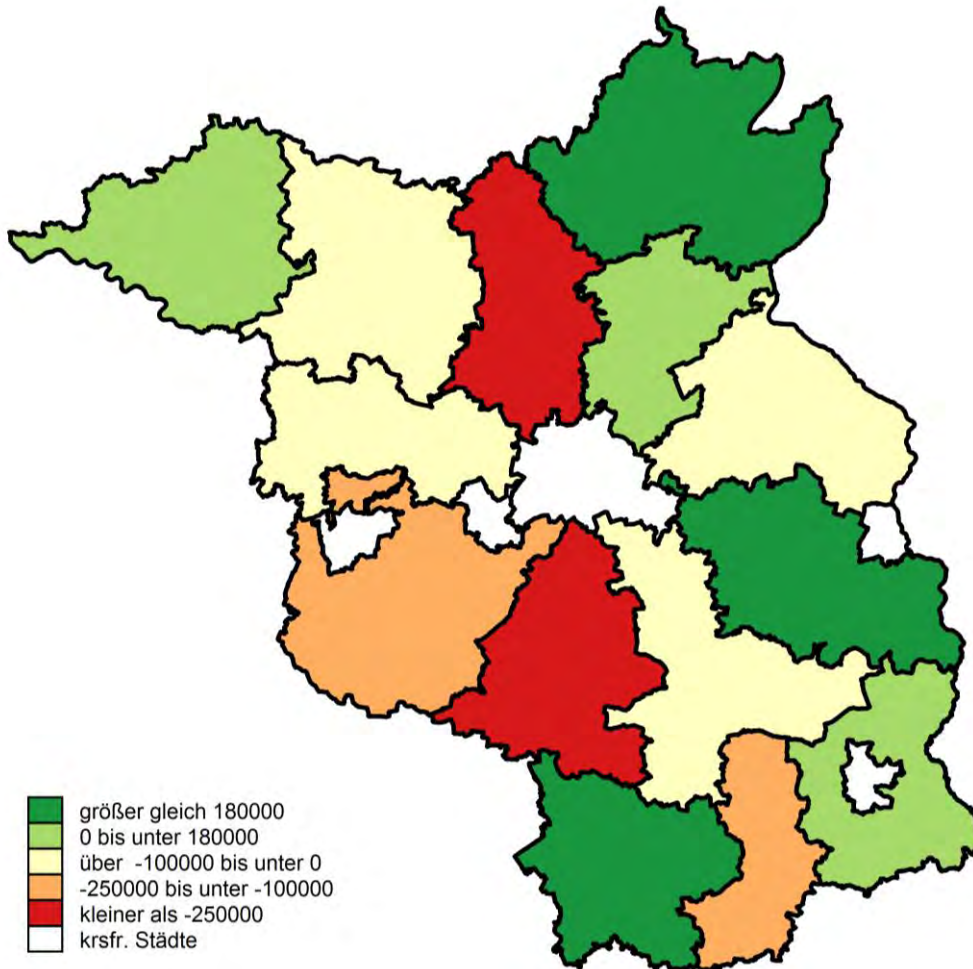 größer gleich 180000
0 bis unter 180000
über -100000 bis unter 0
-250000 bis unter -100000
kleiner als -250000
krsfr. Städte